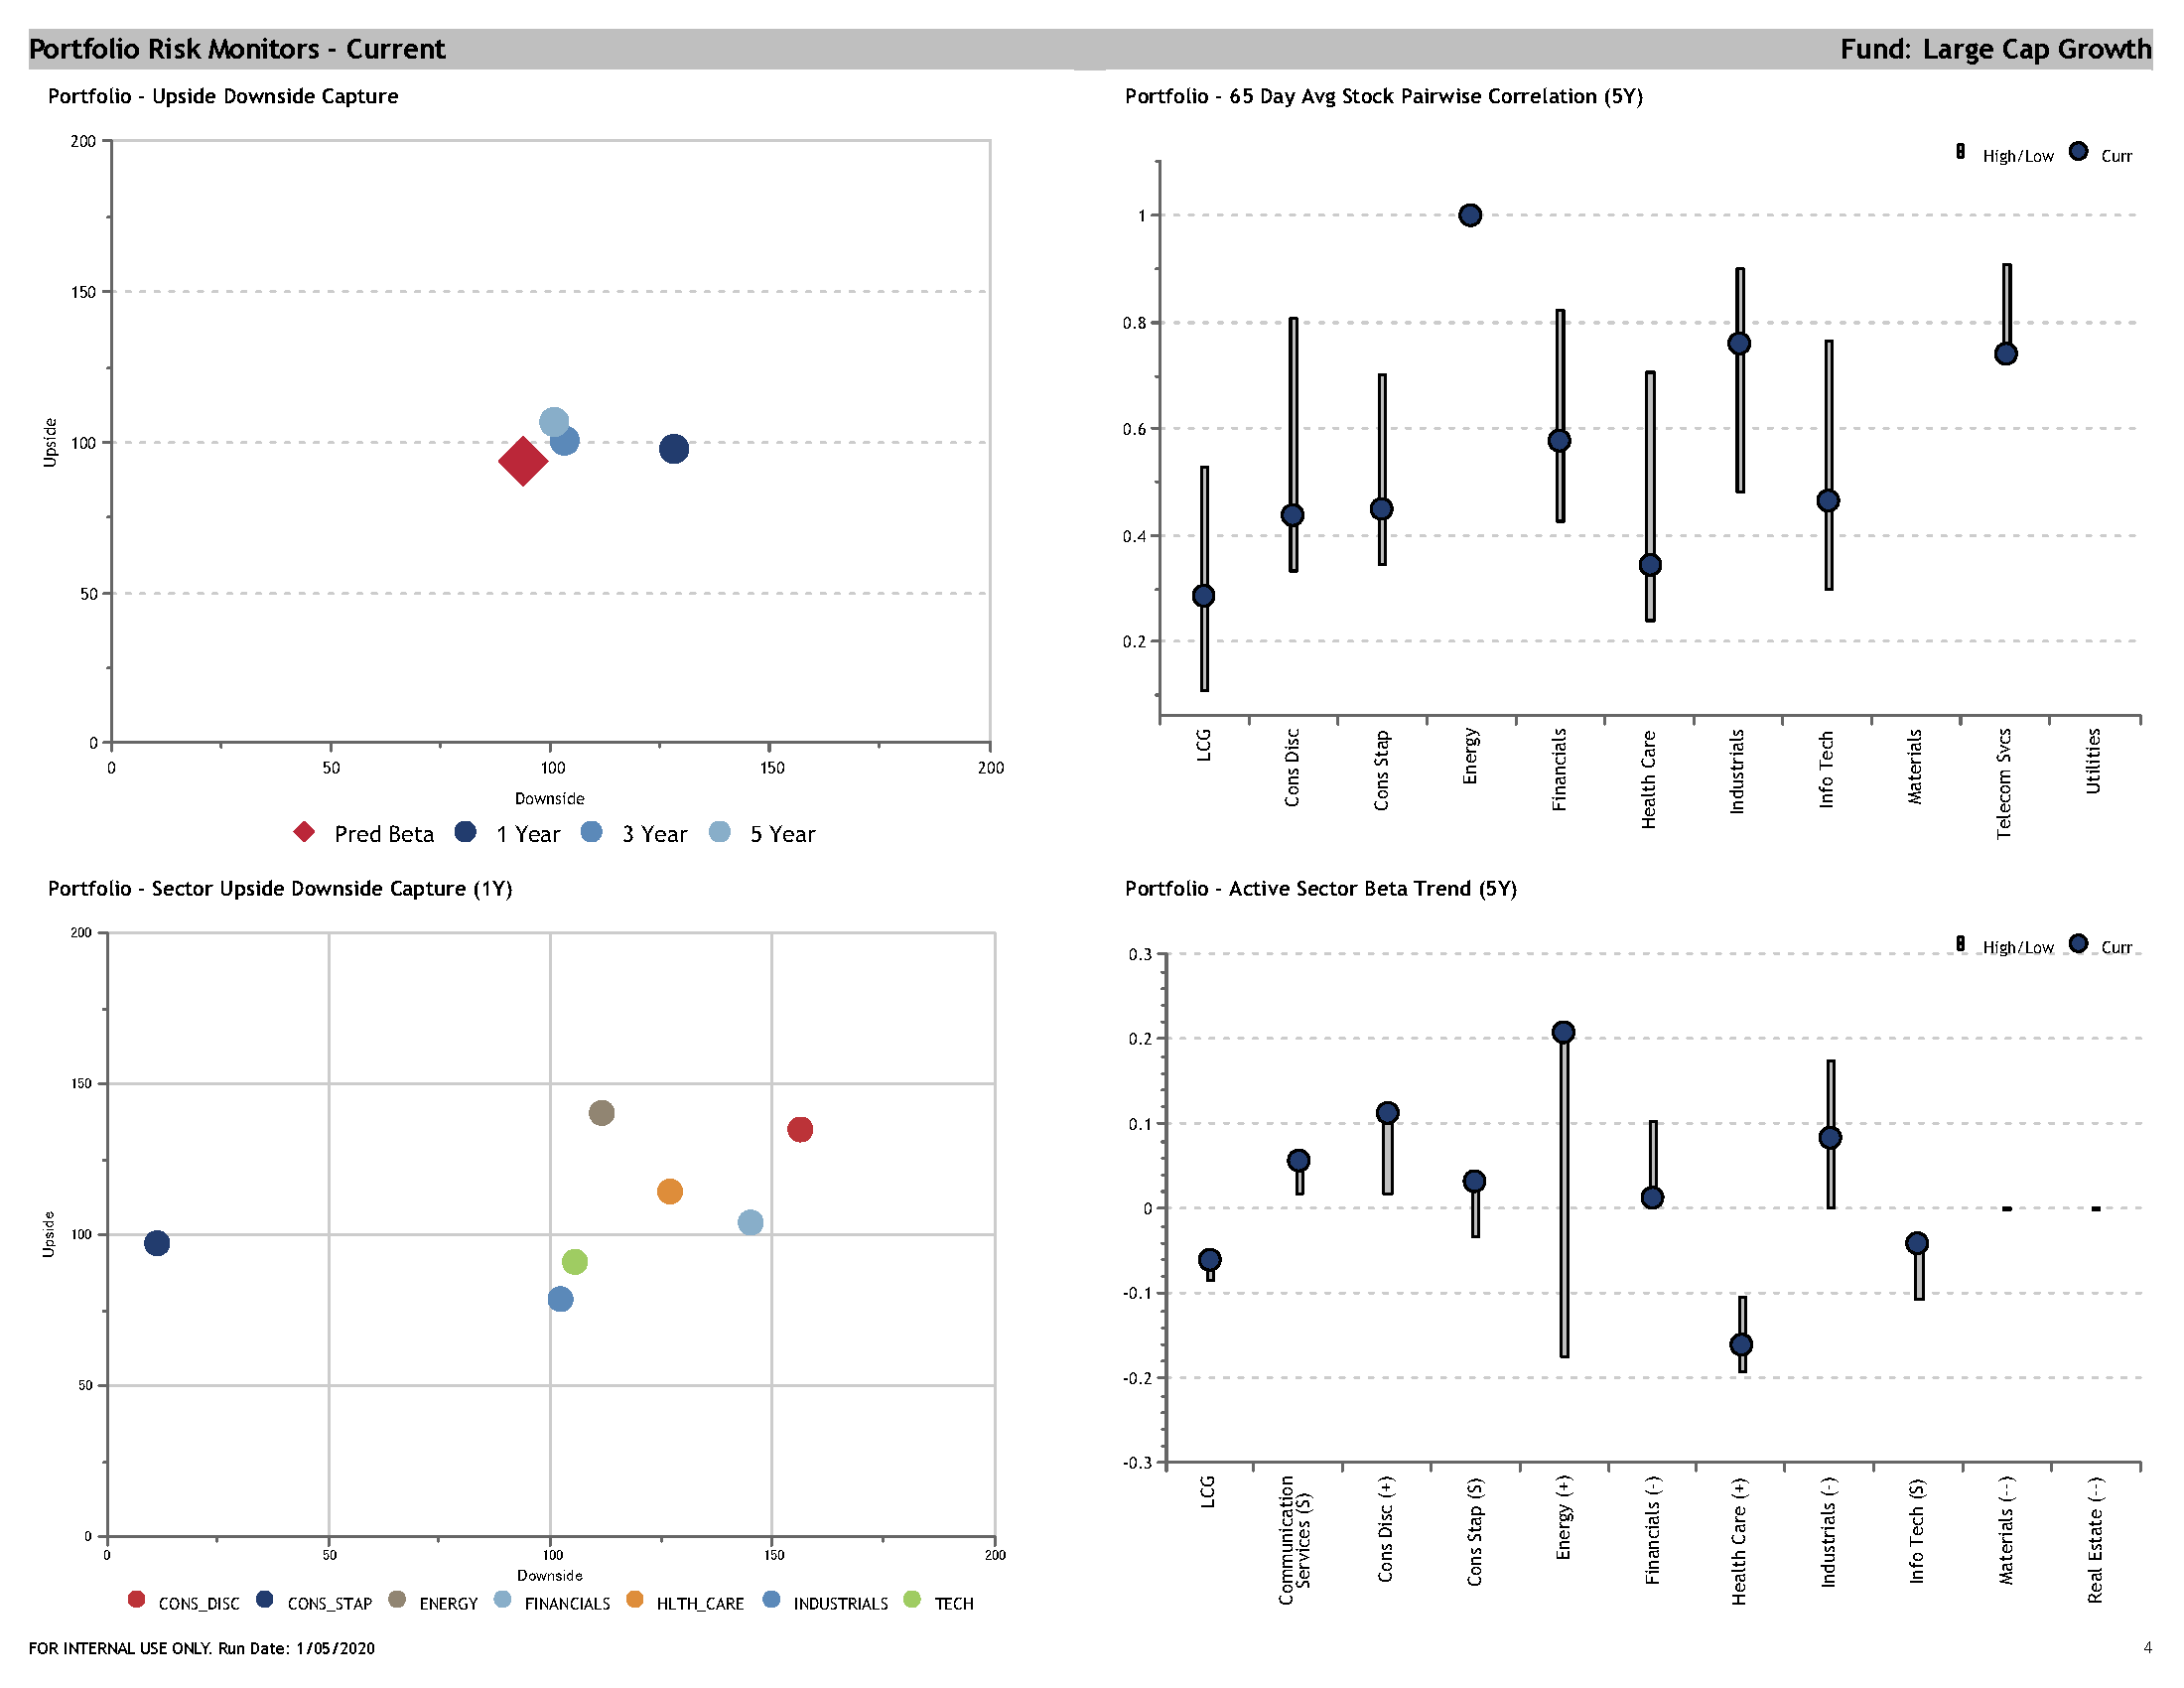 Portfolio Risk Monitors - Current
Fund: Large Cap Growth
Portfolio - Upside Downside Capture
200
150
100
50
0
Upside
0 50 100 150 200
Downside
Pred Beta 1 Year 3 Year 5 Year
Portfolio - 65 Day Avg Stock Pairwise Correlation (5Y)
High/Low Curr
1
0.8
0.6
0.4
0.2
LCG
Cons Disc
Cons Stap
Energy
Financials
Health Care
Industrials
Info Tech
Materials
Telecom Svcs
Utilities
Portfolio - Sector Upside Downside Capture (1Y)
200
150
100
50
0
Upside
0 50 100 150 200
Downside
CONS_DISC CONS_STAP ENERGY FINANCIALS HLTH_CARE INDUSTRIALS TECH
Portfolio - Active Sector Beta Trend (5Y)
High/Low Curr
0.3
0.2
0.1
0
-0.1
-0.2
-0.3
LCG
Communication
Services (S)
Cons Disc (+)
Cons Stap (S)
Energy (+)
Financials (-)
Health Care (+)
Industrials (-)
Info Tech (S)
Materials (--)
Real Estate (--)
FOR INTERNAL USE ONLY. Run Date: 1/05/2020
4